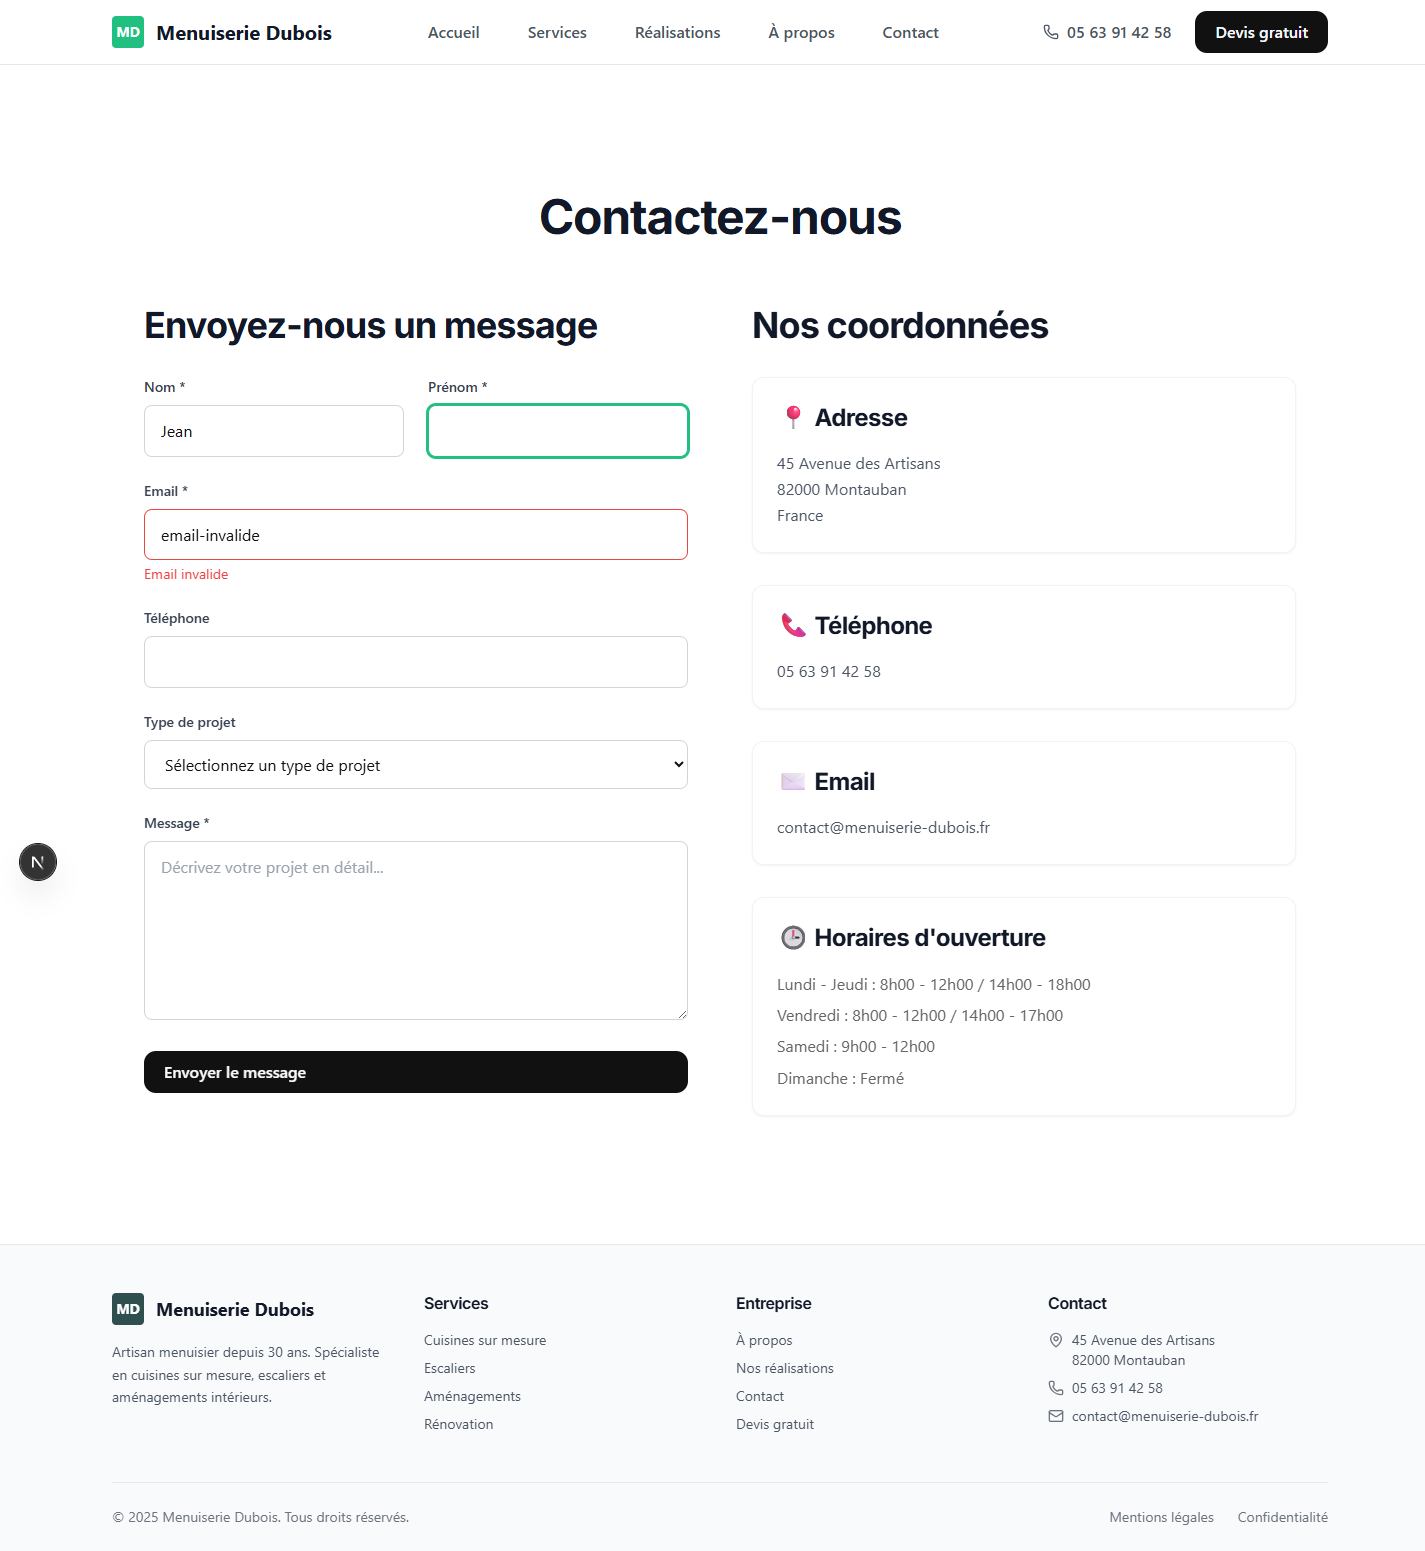 MD Menuiserie Dubois
Accueil
Services
Réalisations
À propos
Contact
05 63 91 42 58
Devis gratuit
Contactez-nous
Envoyez-nous un message
Nom *
Prénom *
Jean
Email *
email-invalide
Email invalide
Téléphone
Type de projet
Sélectionnez un type de projet
Message *
Décrivez votre projet en détail...
Envoyer le message
Nos coordonnées
Adresse
45 Avenue des Artisans
82000 Montauban
France
Téléphone
05 63 91 42 58
Email
contact@menuiserie-dubois.fr
Horaires d'ouverture
Lundi - Jeudi : 8h00 - 12h00 / 14h00 - 18h00
Vendredi : 8h00 - 12h00 / 14h00 - 17h00
Samedi : 9h00 - 12h00
Dimanche : Fermé
N
MD Menuiserie Dubois
Artisan menuisier depuis 30 ans. Spécialiste
en cuisines sur mesure, escaliers et
aménagements intérieurs.
Services
Cuisines sur mesure
Escaliers
Aménagements
Rénovation
Entreprise
À propos
Nos réalisations
Contact
Devis gratuit
Contact
45 Avenue des Artisans
82000 Montauban
05 63 91 42 58
contact@menuiserie-dubois.fr
© 2025 Menuiserie Dubois. Tous droits réservés.
Mentions légales
Confidentialité